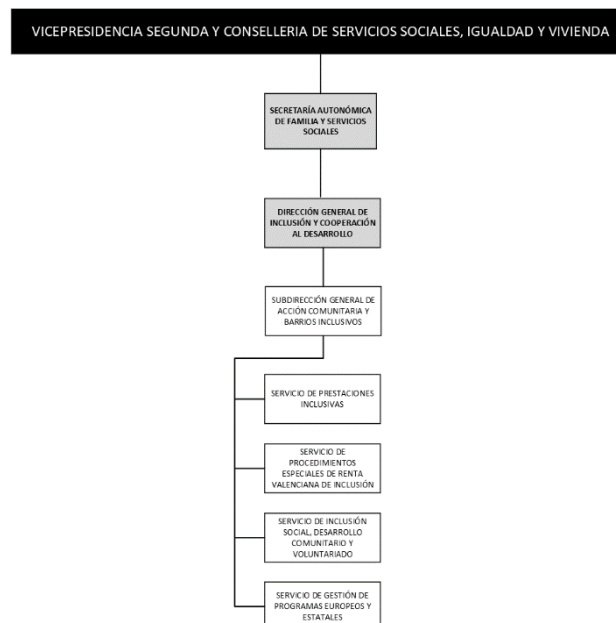 VICEPRESIDENCIA SEGUNDA Y CONSELLERIA DE SERVICIOS SOCIALES, IGUALDAD Y VIVIENDA
SECRETARÍA AUTONÓMICA
DE FAMILIA Y SERVICIOS
SOCIALES
DIRECCIÓN GENERAL DE
INCLUSIÓN Y COOPERACIÓN
AL DESARROLLO
SUBDIRECCIÓN GENERAL DE
ACCIÓN COMUNITARIA Y
BARRIOS INCLUSIVOS
SERVICIO DE PRESTACIONES
INCLUSIVAS
SERVICIO DE
PROCEDIMIENTOS
ESPECIALES DE RENTA
VALENCIANA DE INCLUSIÓN
SERVICIO DE INCLUSIÓN
SOCIAL, DESARROLLO
COMUNITARIO Y
VOLUNTARIADO
SERVICIO DE GESTIÓN DE
PROGRAMAS EUROPEOS Y
ESTATALES